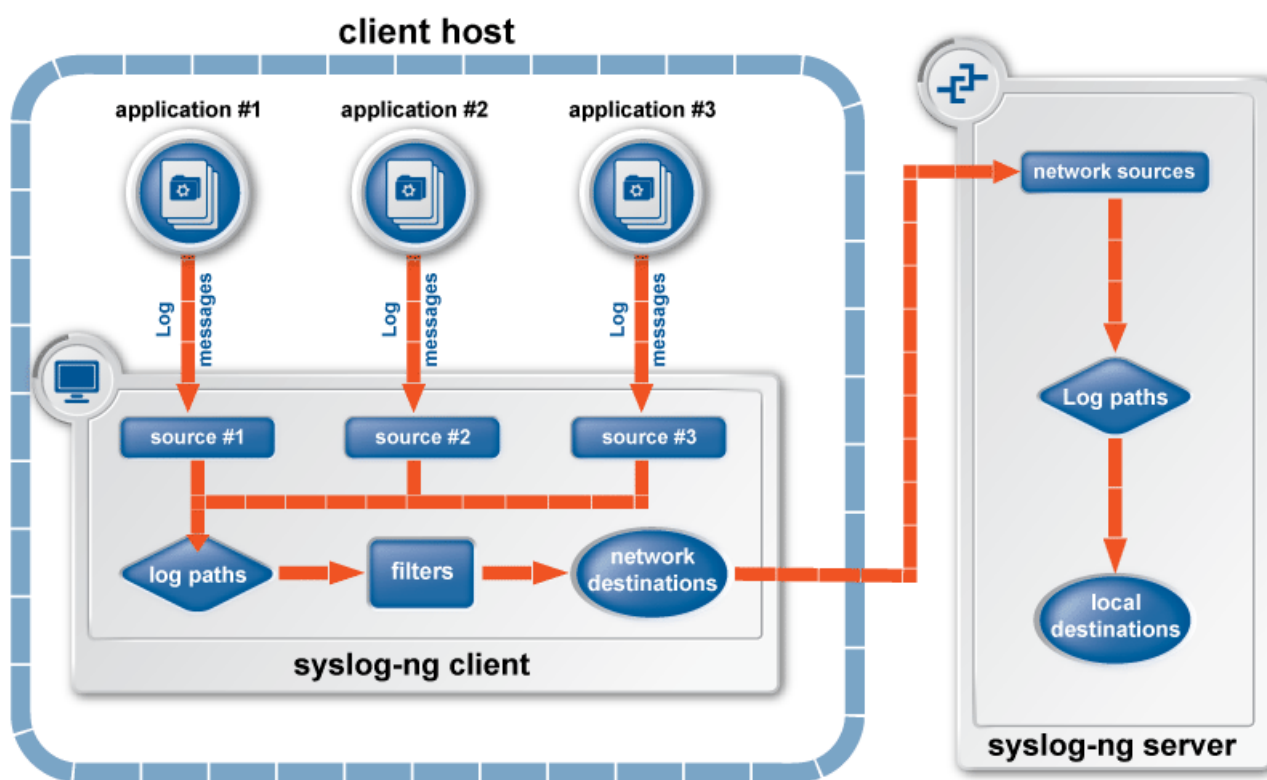 client host
application #1
application #2
application #3
Log
messages
Log
messages
Log
messages
source #1
source #2
source #3
log paths
filters
network
destinations
syslog-ng client
network sources
Log paths
local
destinations
syslog-ng server